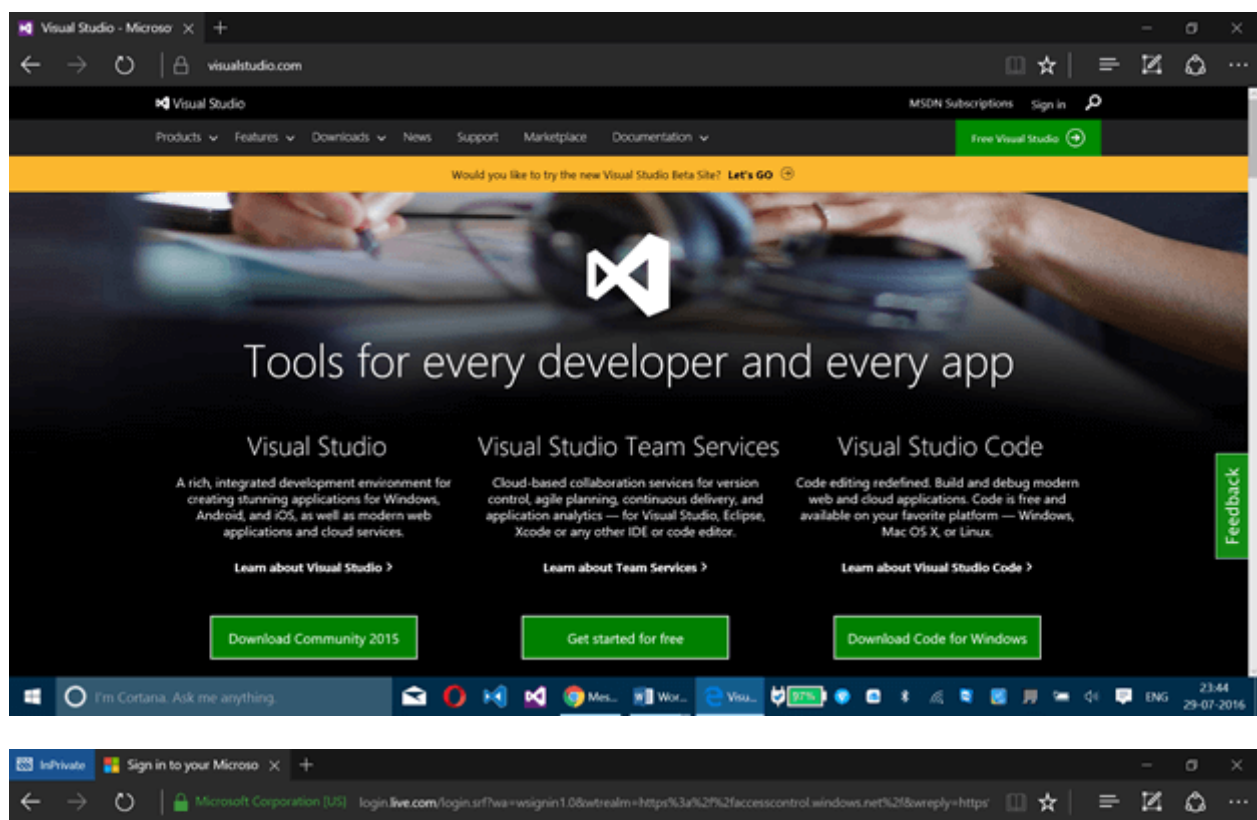 Visual Studio - Microso
visualstudio.com
Visual Studio
MSDN Subscriptions Sign in
Products Features Downloads News Support Marketplace Documentation
Free Visual Studio
Would you like to try the new Visual Studio Beta Site? Let's GO
Tools for every developer and every app
Visual Studio
A rich, integrated development environment for
creating stunning applications for Windows,
Android, and iOS, as well as modern web
applications and cloud services.
Learn about Visual Studio >
Download Community 2015
Visual Studio Team Services
Cloud-based collaboration services for version
control, agile planning, continuous delivery, and
application analytics — for Visual Studio, Eclipse,
Xcode or any other IDE or code editor.
Learn about Team Services >
Get started for free
Visual Studio Code
Code editing redefined. Build and debug modern
web and cloud applications. Code is free and
available on your favorite platform — Windows,
Mac OS X, or Linux.
Learn about Visual Studio Code >
Download Code for Windows
Feedback
I'm Cortana. Ask me anything.
Mes... Wor... Visu... 97% ENG
23:44
29-07-2016
InPrivate Sign in to your Microso
Microsoft Corporation [US] login.live.com/login.srf?wa=wsignin1.0&wtrealm=https%3a%2f%2faccesscontrol.windows.net%2f&wreply=https